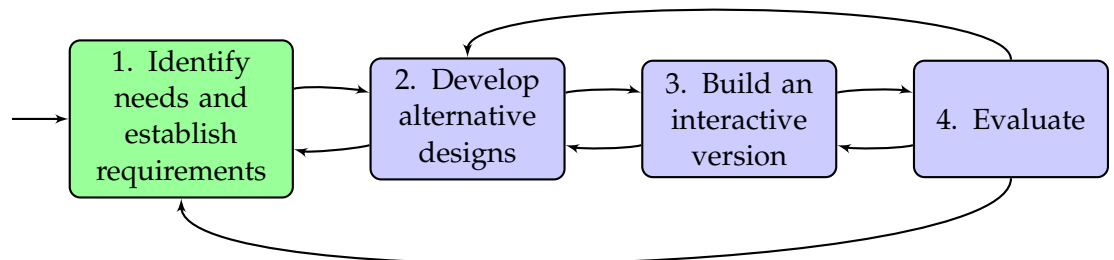 1. Identify
needs and
establish
requirements
2. Develop
alternative
designs
3. Build an
interactive
version
4. Evaluate